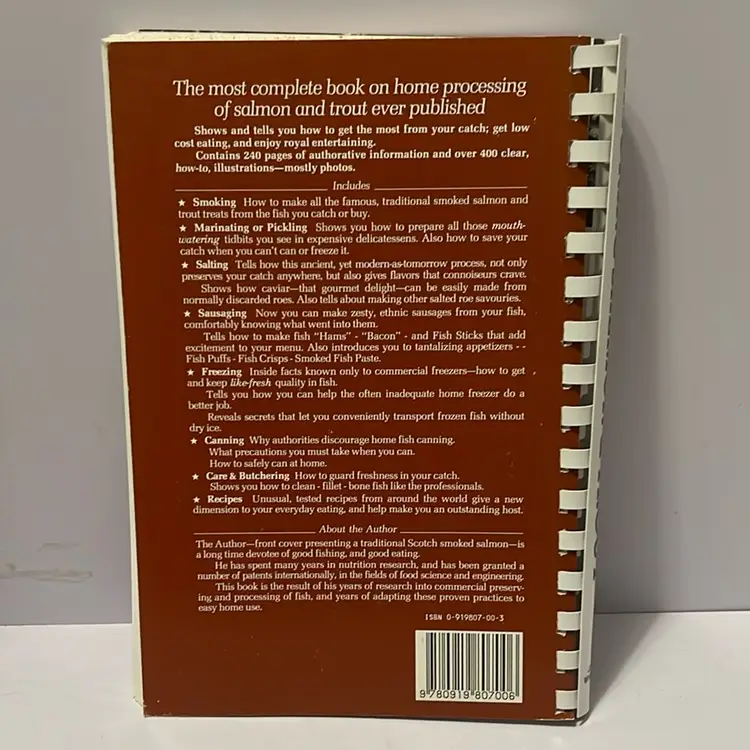 The most complete book on home processing
of salmon and trout ever published
Shows and tells you how to get the most from your catch; get low
cost eating, and enjoy royal entertaining.
Contains 240 pages of authorative information and over 400 clear,
how-to, illustrations—mostly photos.
Includes
★ Smoking How to make all the famous, traditional smoked salmon and
trout treats from the fish you catch or buy.
★ Marinating or Pickling Shows you how to prepare all those mouth-
watering tidbits you see in expensive delicatessens. Also how to save your
catch when you can't can or freeze it.
★ Salting Tells how this ancient, yet modern-as-tomorrow process, not only
preserves your catch anywhere, but also gives flavors that connoiseurs crave.
Shows how caviar—that gourmet delight—can be easily made from
normally discarded roes. Also tells about making other salted roe savouries.
★ Sausaging Now you can make zesty, ethnic sausages from your fish,
comfortably knowing what went into them.
Tells how to make fish "Hams" - "Bacon" - and Fish Sticks that add
excitement to your menu. Also introduces you to tantalizing appetizers - -
Fish Puffs - Fish Crisps - Smoked Fish Paste.
★ Freezing Inside facts known only to commercial freezers—how to get
and keep like-fresh quality in fish.
Tells you how you can help the often inadequate home freezer do a
better job.
Reveals secrets that let you conveniently transport frozen fish without
dry ice.
★ Canning Why authorities discourage home fish canning.
What precautions you must take when you can.
How to safely can at home.
★ Care & Butchering How to guard freshness in your catch.
Shows you how to clean - fillet - bone fish like the professionals.
★ Recipes Unusual, tested recipes from around the world give a new
dimension to your everyday eating, and help make you an outstanding host.
About the Author
The Author—front cover presenting a traditional Scotch smoked salmon—is
a long time devotee of good fishing, and good eating.
He has spent many years in nutrition research, and has been granted a
number of patents internationally, in the fields of food science and engineering.
This book is the result of his years of research into commercial preserv-
ing and processing of fish, and years of adapting these proven practices to
easy home use.
ISBN 0-919807-00-3
9 780919 807006